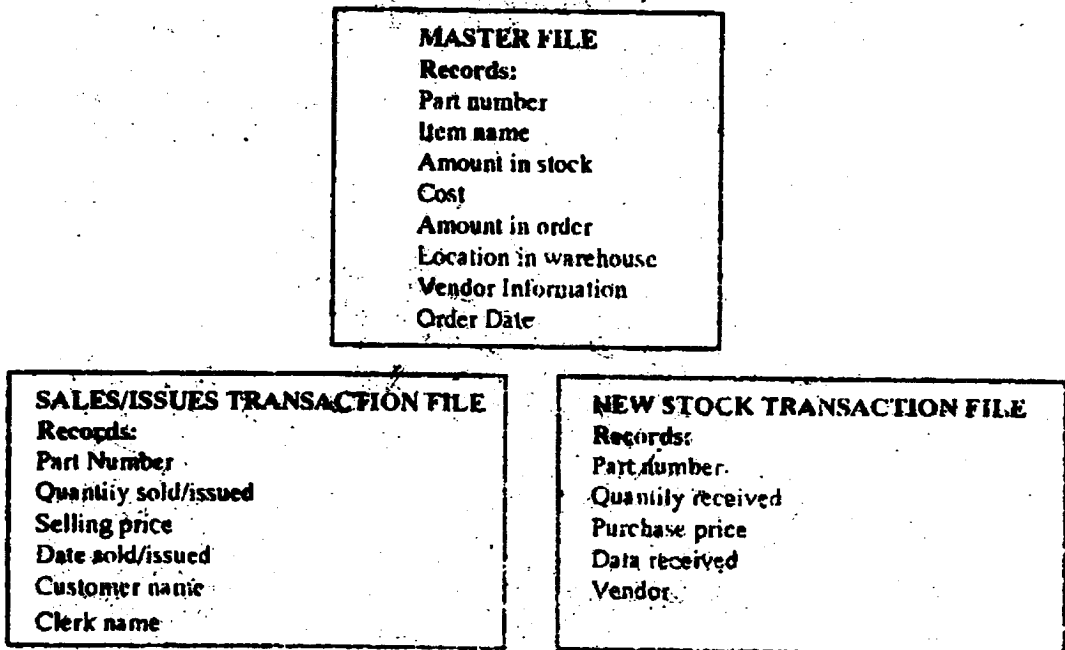 MASTER FILE
Records:
Part number
Item name
Amount in stock
Cost
Amount in order
Location in warehouse
Vendor Information
Order Date
SALES/ISSUES TRANSACTION FILE
Records:
Part Number
Quantity sold/issued
Selling price
Date sold/issued
Customer name
Clerk name
NEW STOCK TRANSACTION FILE
Records:
Part number
Quantily received
Purchase price
Data received
Vendor